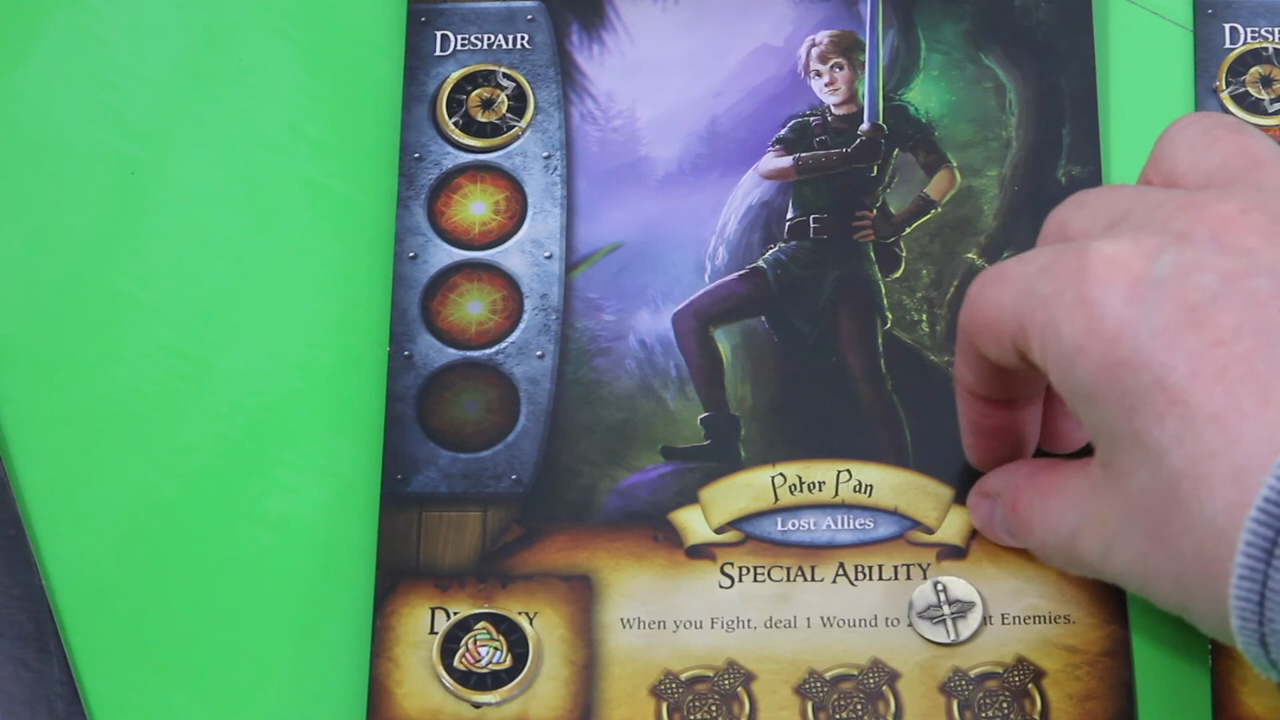 DESPAIR
Peter Pan
LOST ALLIES
SPECIAL ABILITY
When you Fight, deal 1 Wound to Enemies.